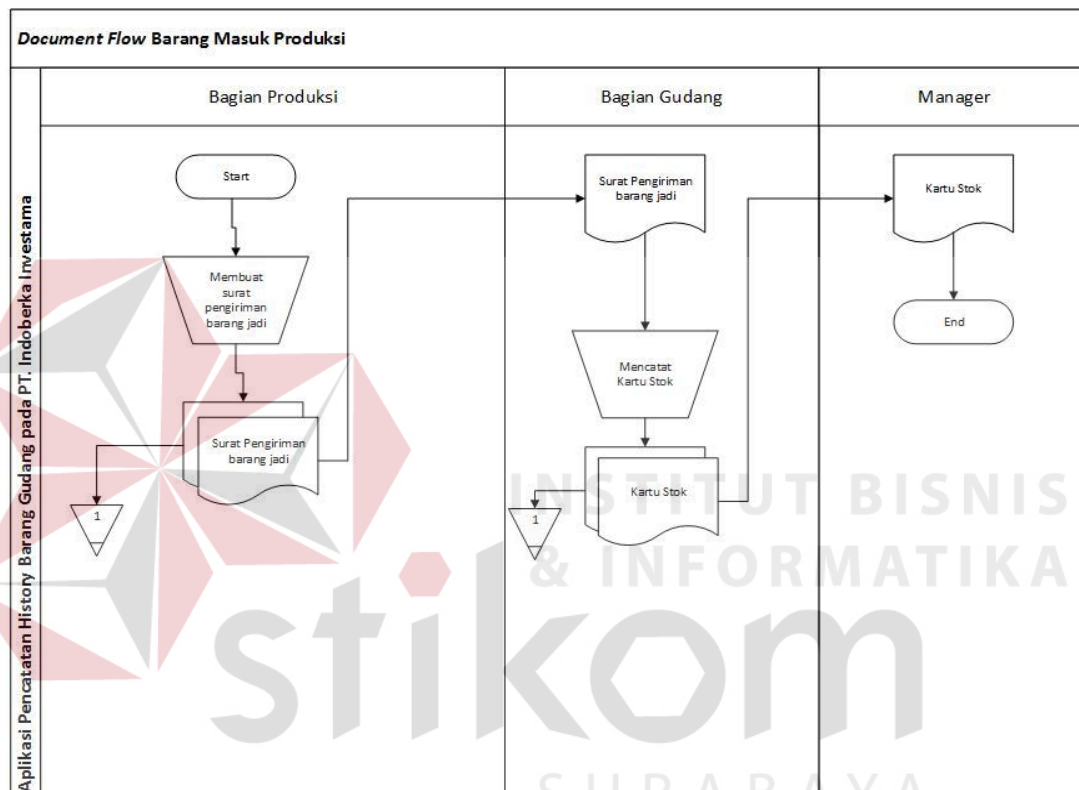 Document Flow Barang Masuk Produksi
Aplikasi Pencatatan History Barang Gudang pada PT. Indoberka Investama
Bagian Produksi
Bagian Gudang
Manager
Start
Membuat
surat
pengiriman
barang jadi
Surat Pengiriman
barang jadi
1
Surat Pengiriman
barang jadi
Mencatat
Kartu Stok
Kartu Stok
1
Kartu Stok
End
INSTITUT BISNIS
& INFORMATIKA
stikom
SURABAYA